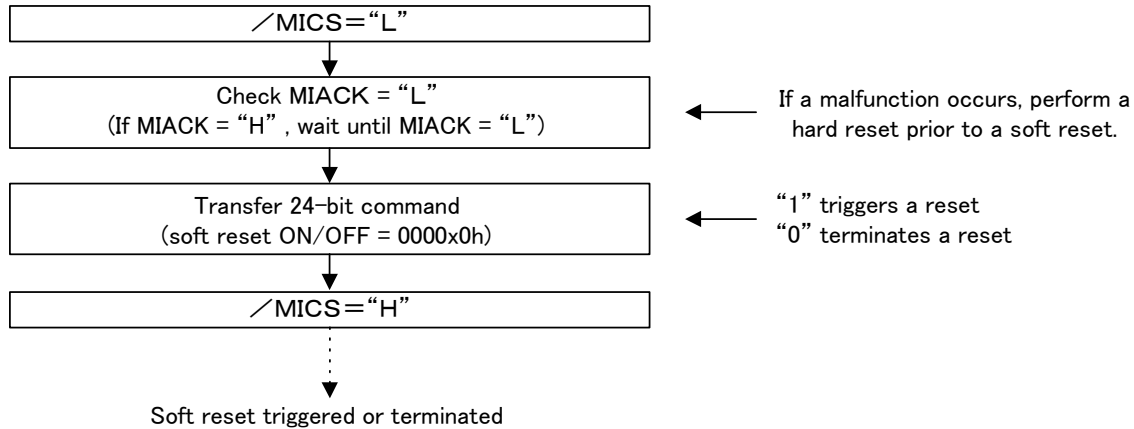 ／MICS＝“L”
Check MIACK = “L”
(If MIACK = “H” , wait until MIACK = “L”)
If a malfunction occurs, perform a
hard reset prior to a soft reset.
Transfer 24-bit command
(soft reset ON/OFF = 0000x0h)
“1” triggers a reset
“0” terminates a reset
／MICS＝“H”
Soft reset triggered or terminated